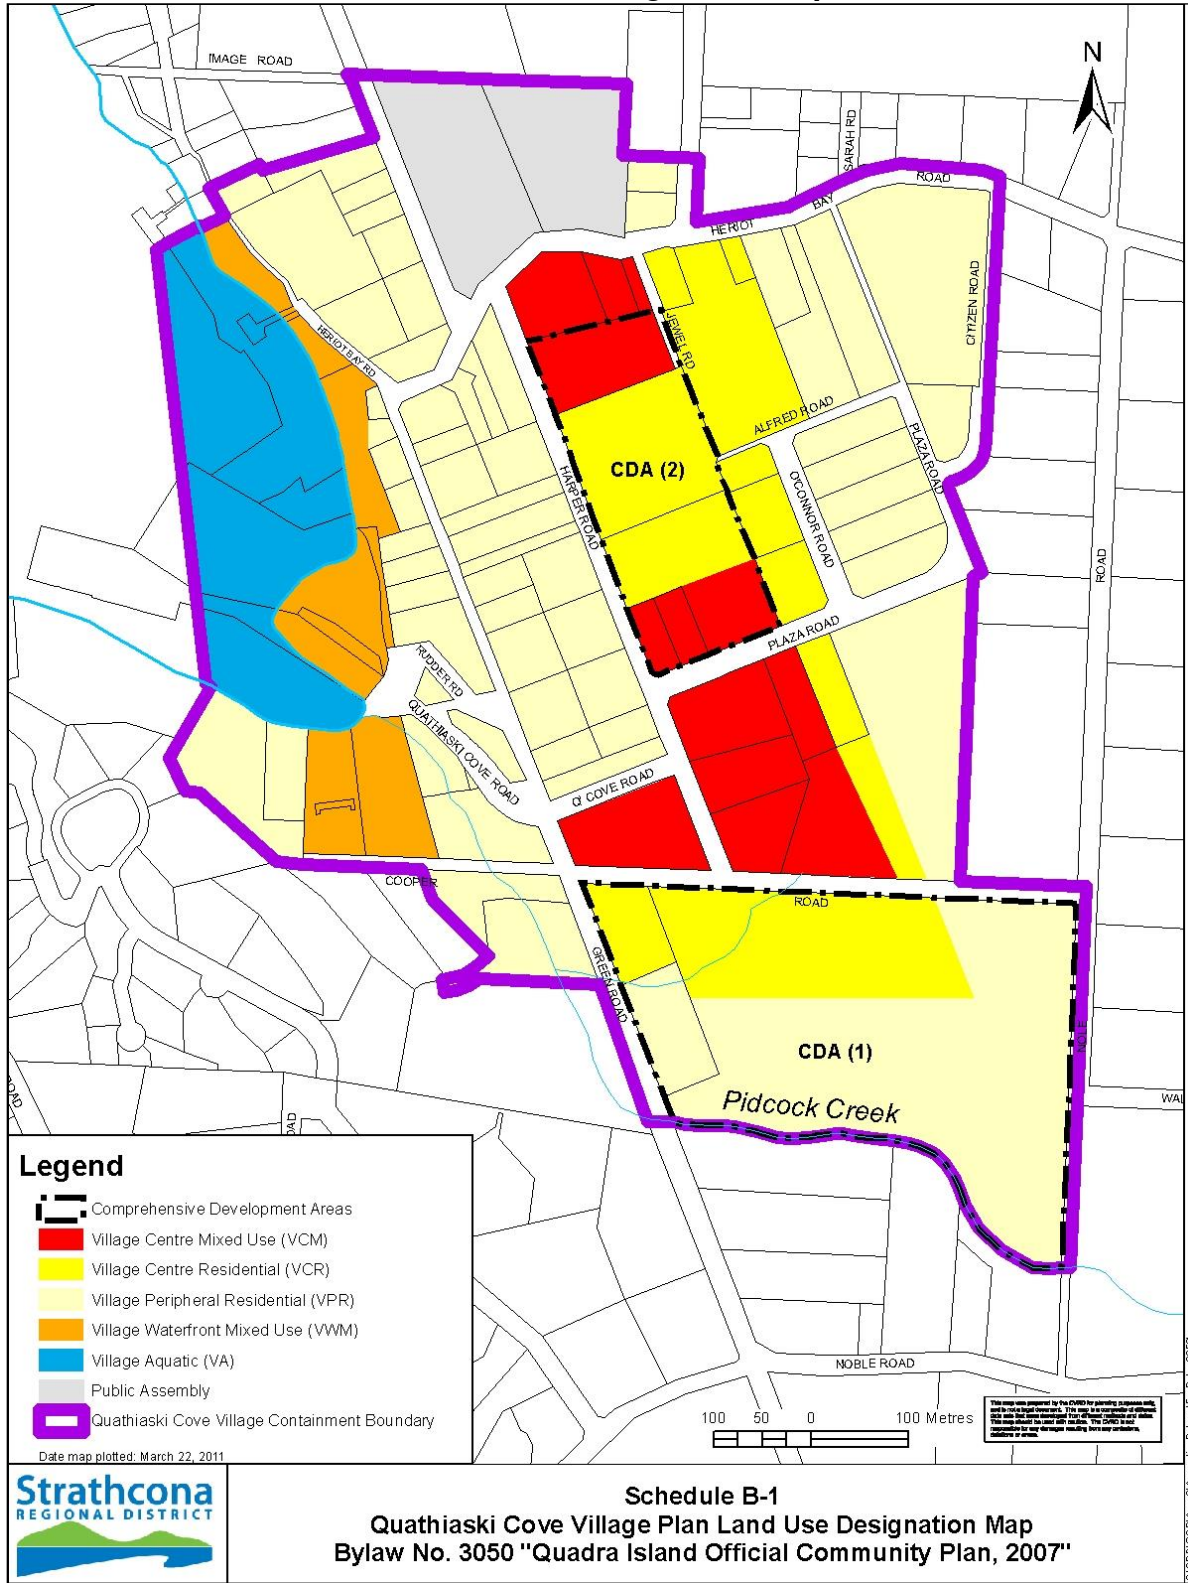 IMAGE ROAD
N
SARAH RD
ROAD
BAY
HERIOT
CITIZEN ROAD
JEWEL RD
HERIOT BAY RD
ALFRED ROAD
PLAZA ROAD
CDA (2)
HARPER ROAD
O'CONNOR ROAD
ROAD
PLAZA ROAD
RUDDER RD
QUATHIASKI COVE ROAD
Q' COVE ROAD
COOPER
ROAD
GREEN ROAD
NOLE
CDA (1)
Pidcock Creek
WAL
ROAD
OAD
NOBLE ROAD
Legend
Comprehensive Development Areas
Village Centre Mixed Use (VCM)
Village Centre Residential (VCR)
Village Peripheral Residential (VPR)
Village Waterfront Mixed Use (VWM)
Village Aquatic (VA)
Public Assembly
Quathiaski Cove Village Containment Boundary
Date map plotted: March 22, 2011
100 50 0 100 Metres
Strathcona
REGIONAL DISTRICT
Schedule B-1
Quathiaski Cove Village Plan Land Use Designation Map
Bylaw No. 3050 "Quadra Island Official Community Plan, 2007"